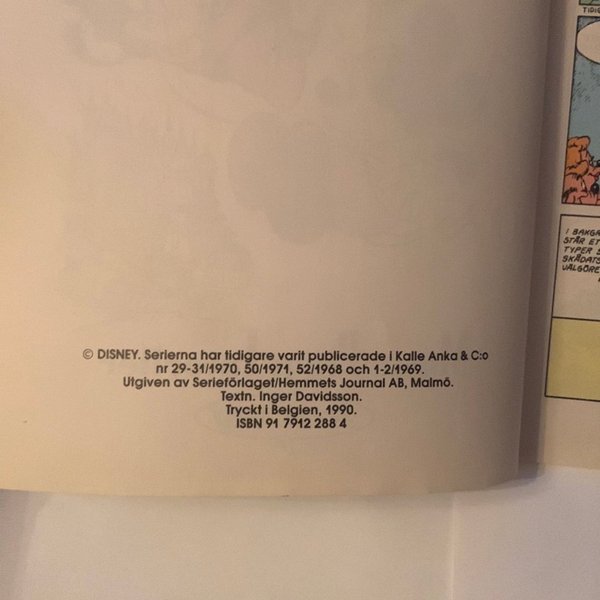 © DISNEY. Serierna har tidigare varit publicerade i Kalle Anka & C:o
nr 29-31/1970, 50/1971, 52/1968 och 1-2/1969.
Utgiven av Serieförlaget/Hemmets Journal AB, Malmö.
Textn. Inger Davidsson.
Tryckt i Belgien, 1990.
ISBN 91 7912 288 4
I
STÅR
TYPER